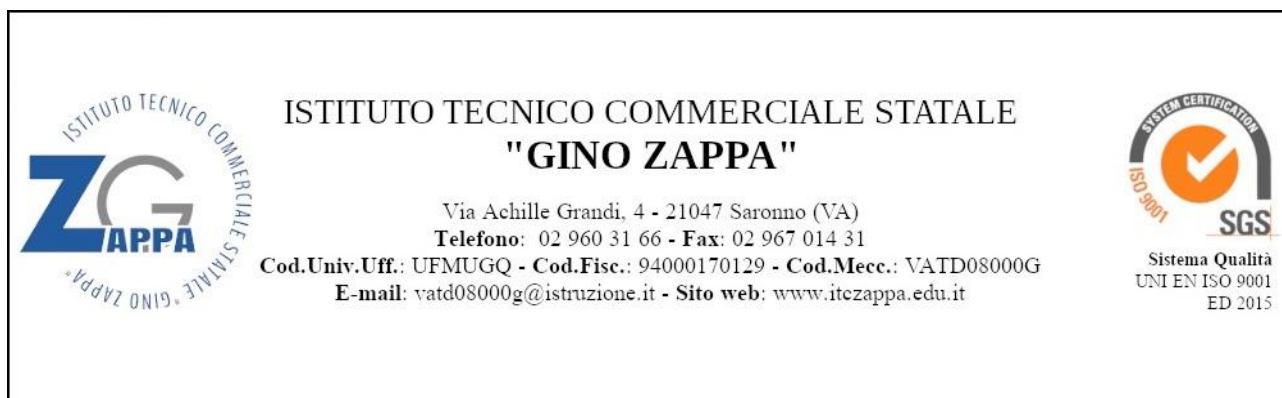 ISTITUTO TECNICO COMMERCIALE STATALE "GINO ZAPPA"
ZG
APPA
ISTITUTO TECNICO COMMERCIALE STATALE
"GINO ZAPPA"
Via Achille Grandi, 4 - 21047 Saronno (VA)
Telefono: 02 960 31 66 - Fax: 02 967 014 31
Cod.Univ.Uff.: UFMUGQ - Cod.Fisc.: 94000170129 - Cod.Mecc.: VATD08000G
E-mail: vatd08000g@istruzione.it - Sito web: www.itczappa.edu.it
SYSTEM CERTIFICATION
ISO 9001
SGS
Sistema Qualità
UNI EN ISO 9001
ED 2015